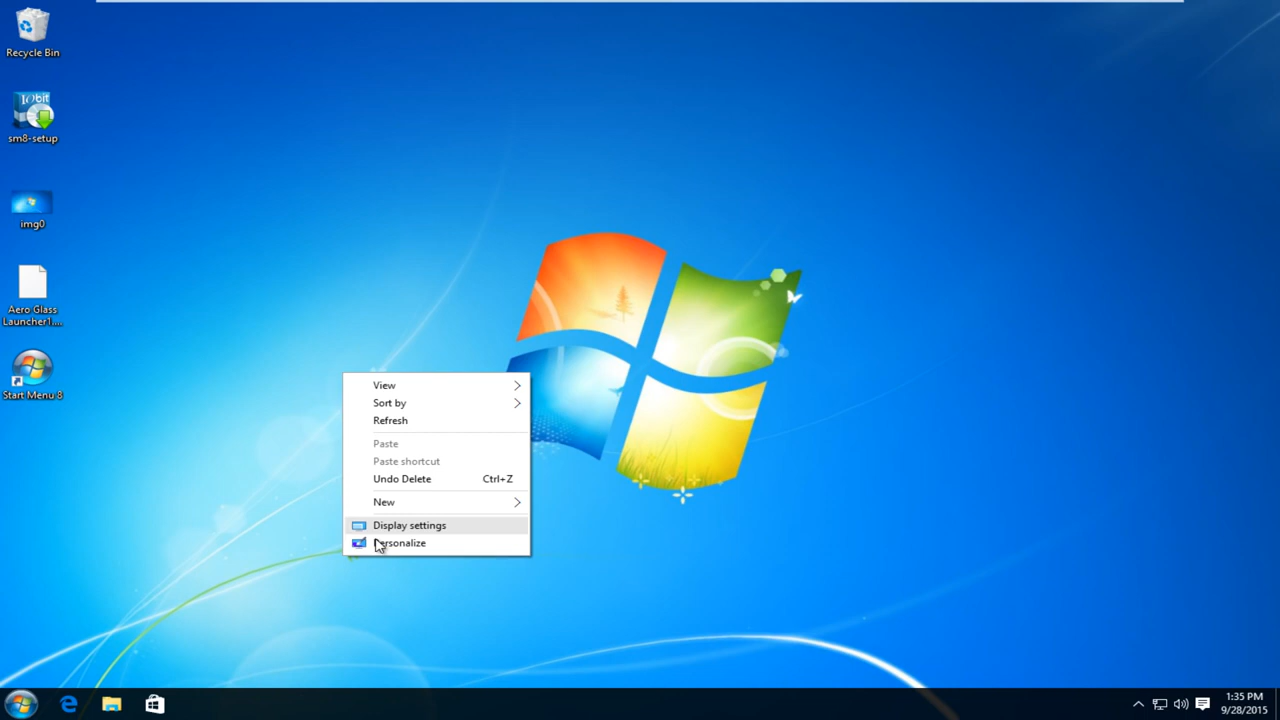 Recycle Bin
IObit
sm8-setup
img0
Aero Glass
Launcher1....
Start Menu 8
View
Sort by
Refresh
Paste
Paste shortcut
Undo Delete Ctrl+Z
New
Display settings
Personalize
1:35 PM
9/28/2015